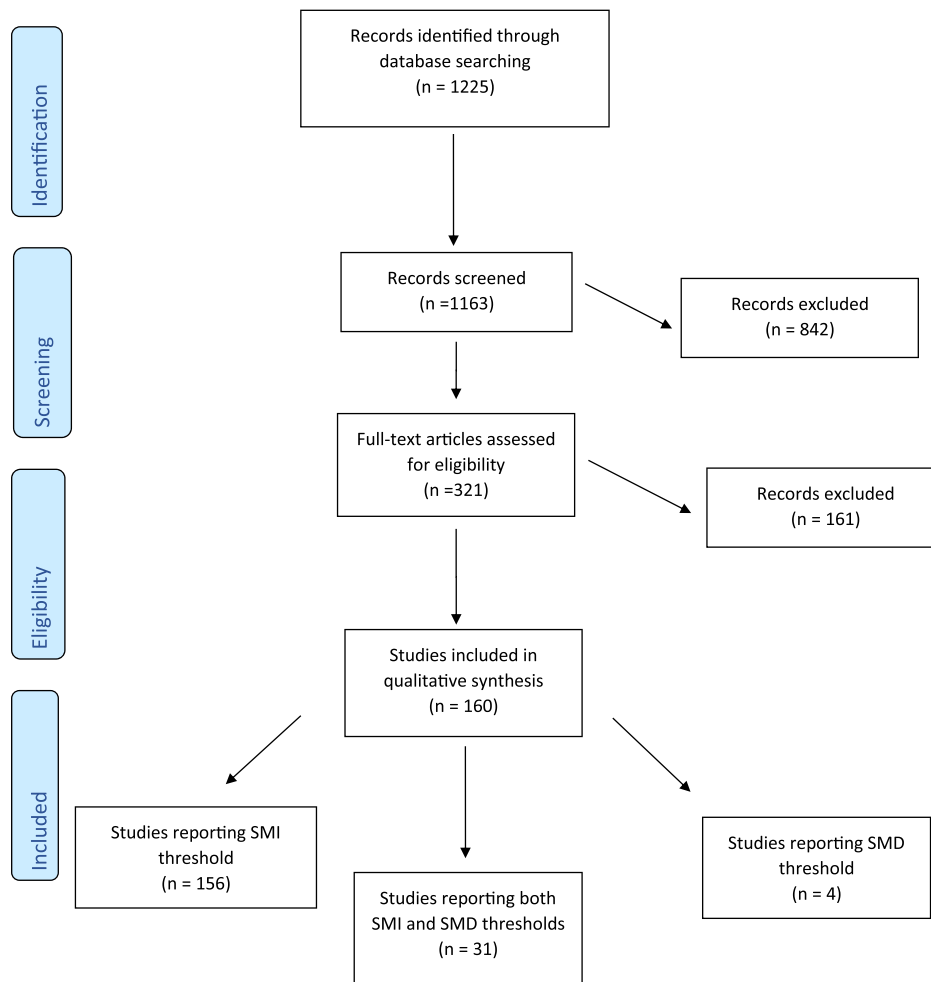 Identification
Records identified through
database searching
(n = 1225)
Screening
Records screened
(n =1163)
Records excluded
(n = 842)
Full-text articles assessed
for eligibility
(n =321)
Records excluded
(n = 161)
Eligibility
Studies included in
qualitative synthesis
(n = 160)
Included
Studies reporting SMI
threshold
(n = 156)
Studies reporting both
SMI and SMD thresholds
(n = 31)
Studies reporting SMD
threshold
(n = 4)